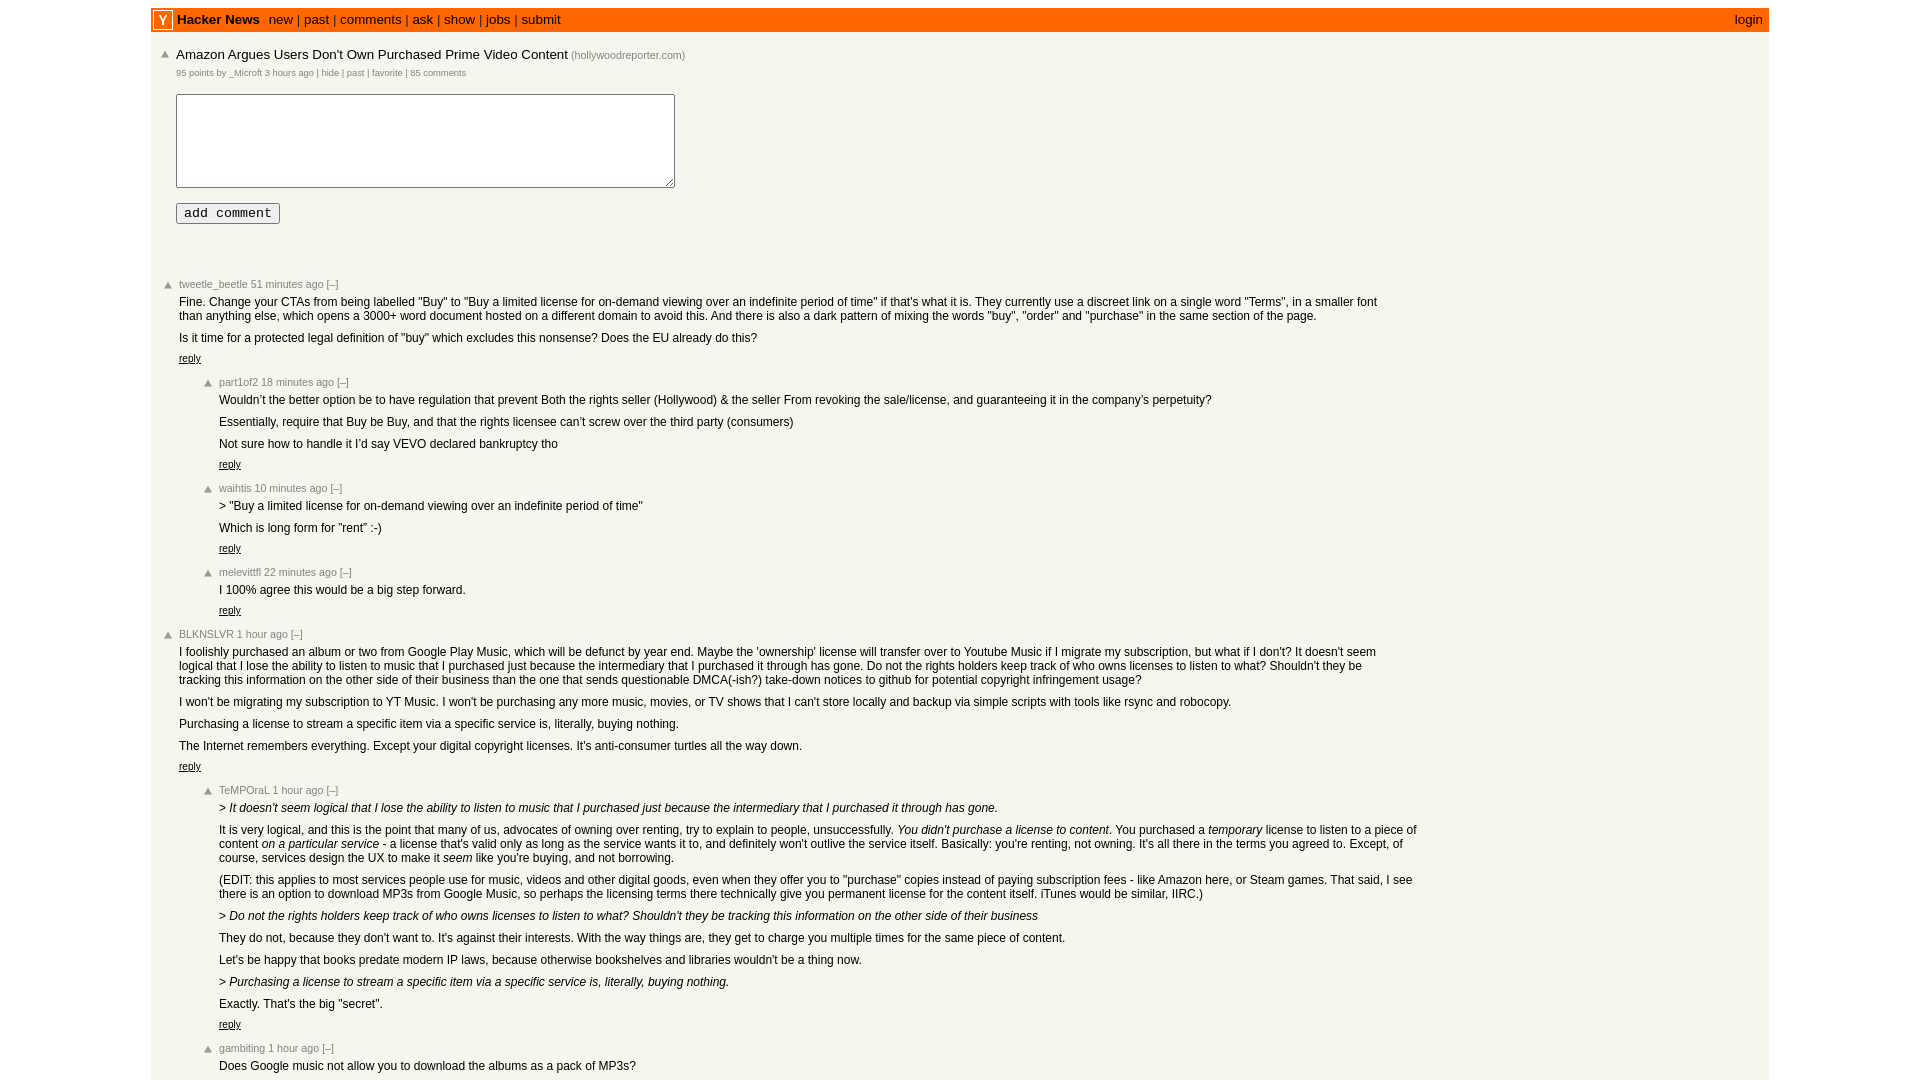 Y Hacker News new | past | comments | ask | show | jobs | submit login
Amazon Argues Users Don't Own Purchased Prime Video Content (hollywoodreporter.com)
95 points by _Microft 3 hours ago | hide | past | favorite | 85 comments
add comment
tweetle_beetle 51 minutes ago [–]
Fine. Change your CTAs from being labelled "Buy" to "Buy a limited license for on-demand viewing over an indefinite period of time" if that's what it is. They currently use a discreet link on a single word "Terms", in a smaller font
than anything else, which opens a 3000+ word document hosted on a different domain to avoid this. And there is also a dark pattern of mixing the words "buy", "order" and "purchase" in the same section of the page.
Is it time for a protected legal definition of "buy" which excludes this nonsense? Does the EU already do this?
reply
part1of2 18 minutes ago [–]
Wouldn’t the better option be to have regulation that prevent Both the rights seller (Hollywood) & the seller From revoking the sale/license, and guaranteeing it in the company’s perpetuity?
Essentially, require that Buy be Buy, and that the rights licensee can’t screw over the third party (consumers)
Not sure how to handle it I’d say VEVO declared bankruptcy tho
reply
waihtis 10 minutes ago [–]
> "Buy a limited license for on-demand viewing over an indefinite period of time"
Which is long form for ”rent” :-)
reply
melevittfl 22 minutes ago [–]
I 100% agree this would be a big step forward.
reply
BLKNSLVR 1 hour ago [–]
I foolishly purchased an album or two from Google Play Music, which will be defunct by year end. Maybe the 'ownership' license will transfer over to Youtube Music if I migrate my subscription, but what if I don't? It doesn't seem
logical that I lose the ability to listen to music that I purchased just because the intermediary that I purchased it through has gone. Do not the rights holders keep track of who owns licenses to listen to what? Shouldn't they be
tracking this information on the other side of their business than the one that sends questionable DMCA(-ish?) take-down notices to github for potential copyright infringement usage?
I won't be migrating my subscription to YT Music. I won't be purchasing any more music, movies, or TV shows that I can't store locally and backup via simple scripts with tools like rsync and robocopy.
Purchasing a license to stream a specific item via a specific service is, literally, buying nothing.
The Internet remembers everything. Except your digital copyright licenses. It's anti-consumer turtles all the way down.
reply
TeMPOraL 1 hour ago [–]
> It doesn't seem logical that I lose the ability to listen to music that I purchased just because the intermediary that I purchased it through has gone.
It is very logical, and this is the point that many of us, advocates of owning over renting, try to explain to people, unsuccessfully. You didn't purchase a license to content. You purchased a temporary license to listen to a piece of
content on a particular service - a license that's valid only as long as the service wants it to, and definitely won't outlive the service itself. Basically: you're renting, not owning. It's all there in the terms you agreed to. Except, of
course, services design the UX to make it seem like you're buying, and not borrowing.
(EDIT: this applies to most services people use for music, videos and other digital goods, even when they offer you to "purchase" copies instead of paying subscription fees - like Amazon here, or Steam games. That said, I see
there is an option to download MP3s from Google Music, so perhaps the licensing terms there technically give you permanent license for the content itself. iTunes would be similar, IIRC.)
> Do not the rights holders keep track of who owns licenses to listen to what? Shouldn't they be tracking this information on the other side of their business
They do not, because they don't want to. It's against their interests. With the way things are, they get to charge you multiple times for the same piece of content.
Let's be happy that books predate modern IP laws, because otherwise bookshelves and libraries wouldn't be a thing now.
> Purchasing a license to stream a specific item via a specific service is, literally, buying nothing.
Exactly. That's the big "secret".
reply
gambiting 1 hour ago [–]
Does Google music not allow you to download the albums as a pack of MP3s?